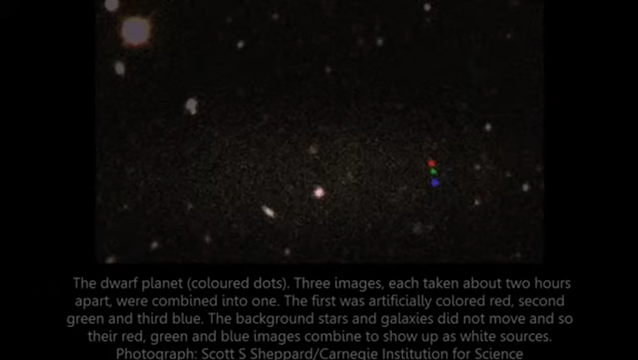 The dwarf planet (coloured dots). Three images, each taken about two hours
apart, were combined into one. The first was artificially colored red, second
green and third blue. The background stars and galaxies did not move and so
their red, green and blue images combine to show up as white sources.
Photograph: Scott S Sheppard/Carnegie Institution for Science